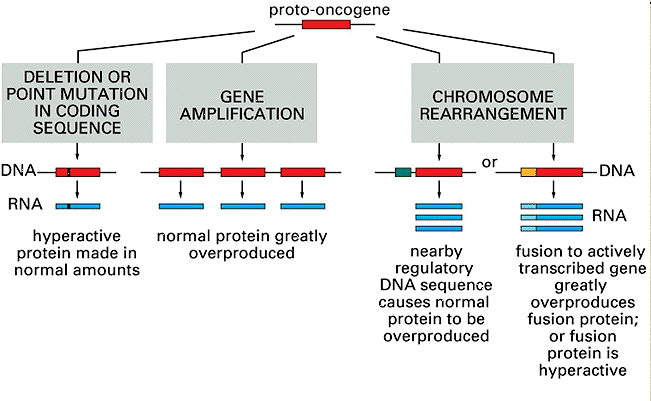 proto-oncogene
DELETION OR
POINT MUTATION
IN CODING
SEQUENCE
GENE
AMPLIFICATION
CHROMOSOME
REARRANGEMENT
DNA
or
DNA
RNA
RNA
hyperactive
protein made in
normal amounts
normal protein greatly
overproduced
nearby
regulatory
DNA sequence
causes normal
protein to be
overproduced
fusion to actively
transcribed gene
greatly
overproduces
fusion protein;
or fusion
protein is
hyperactive